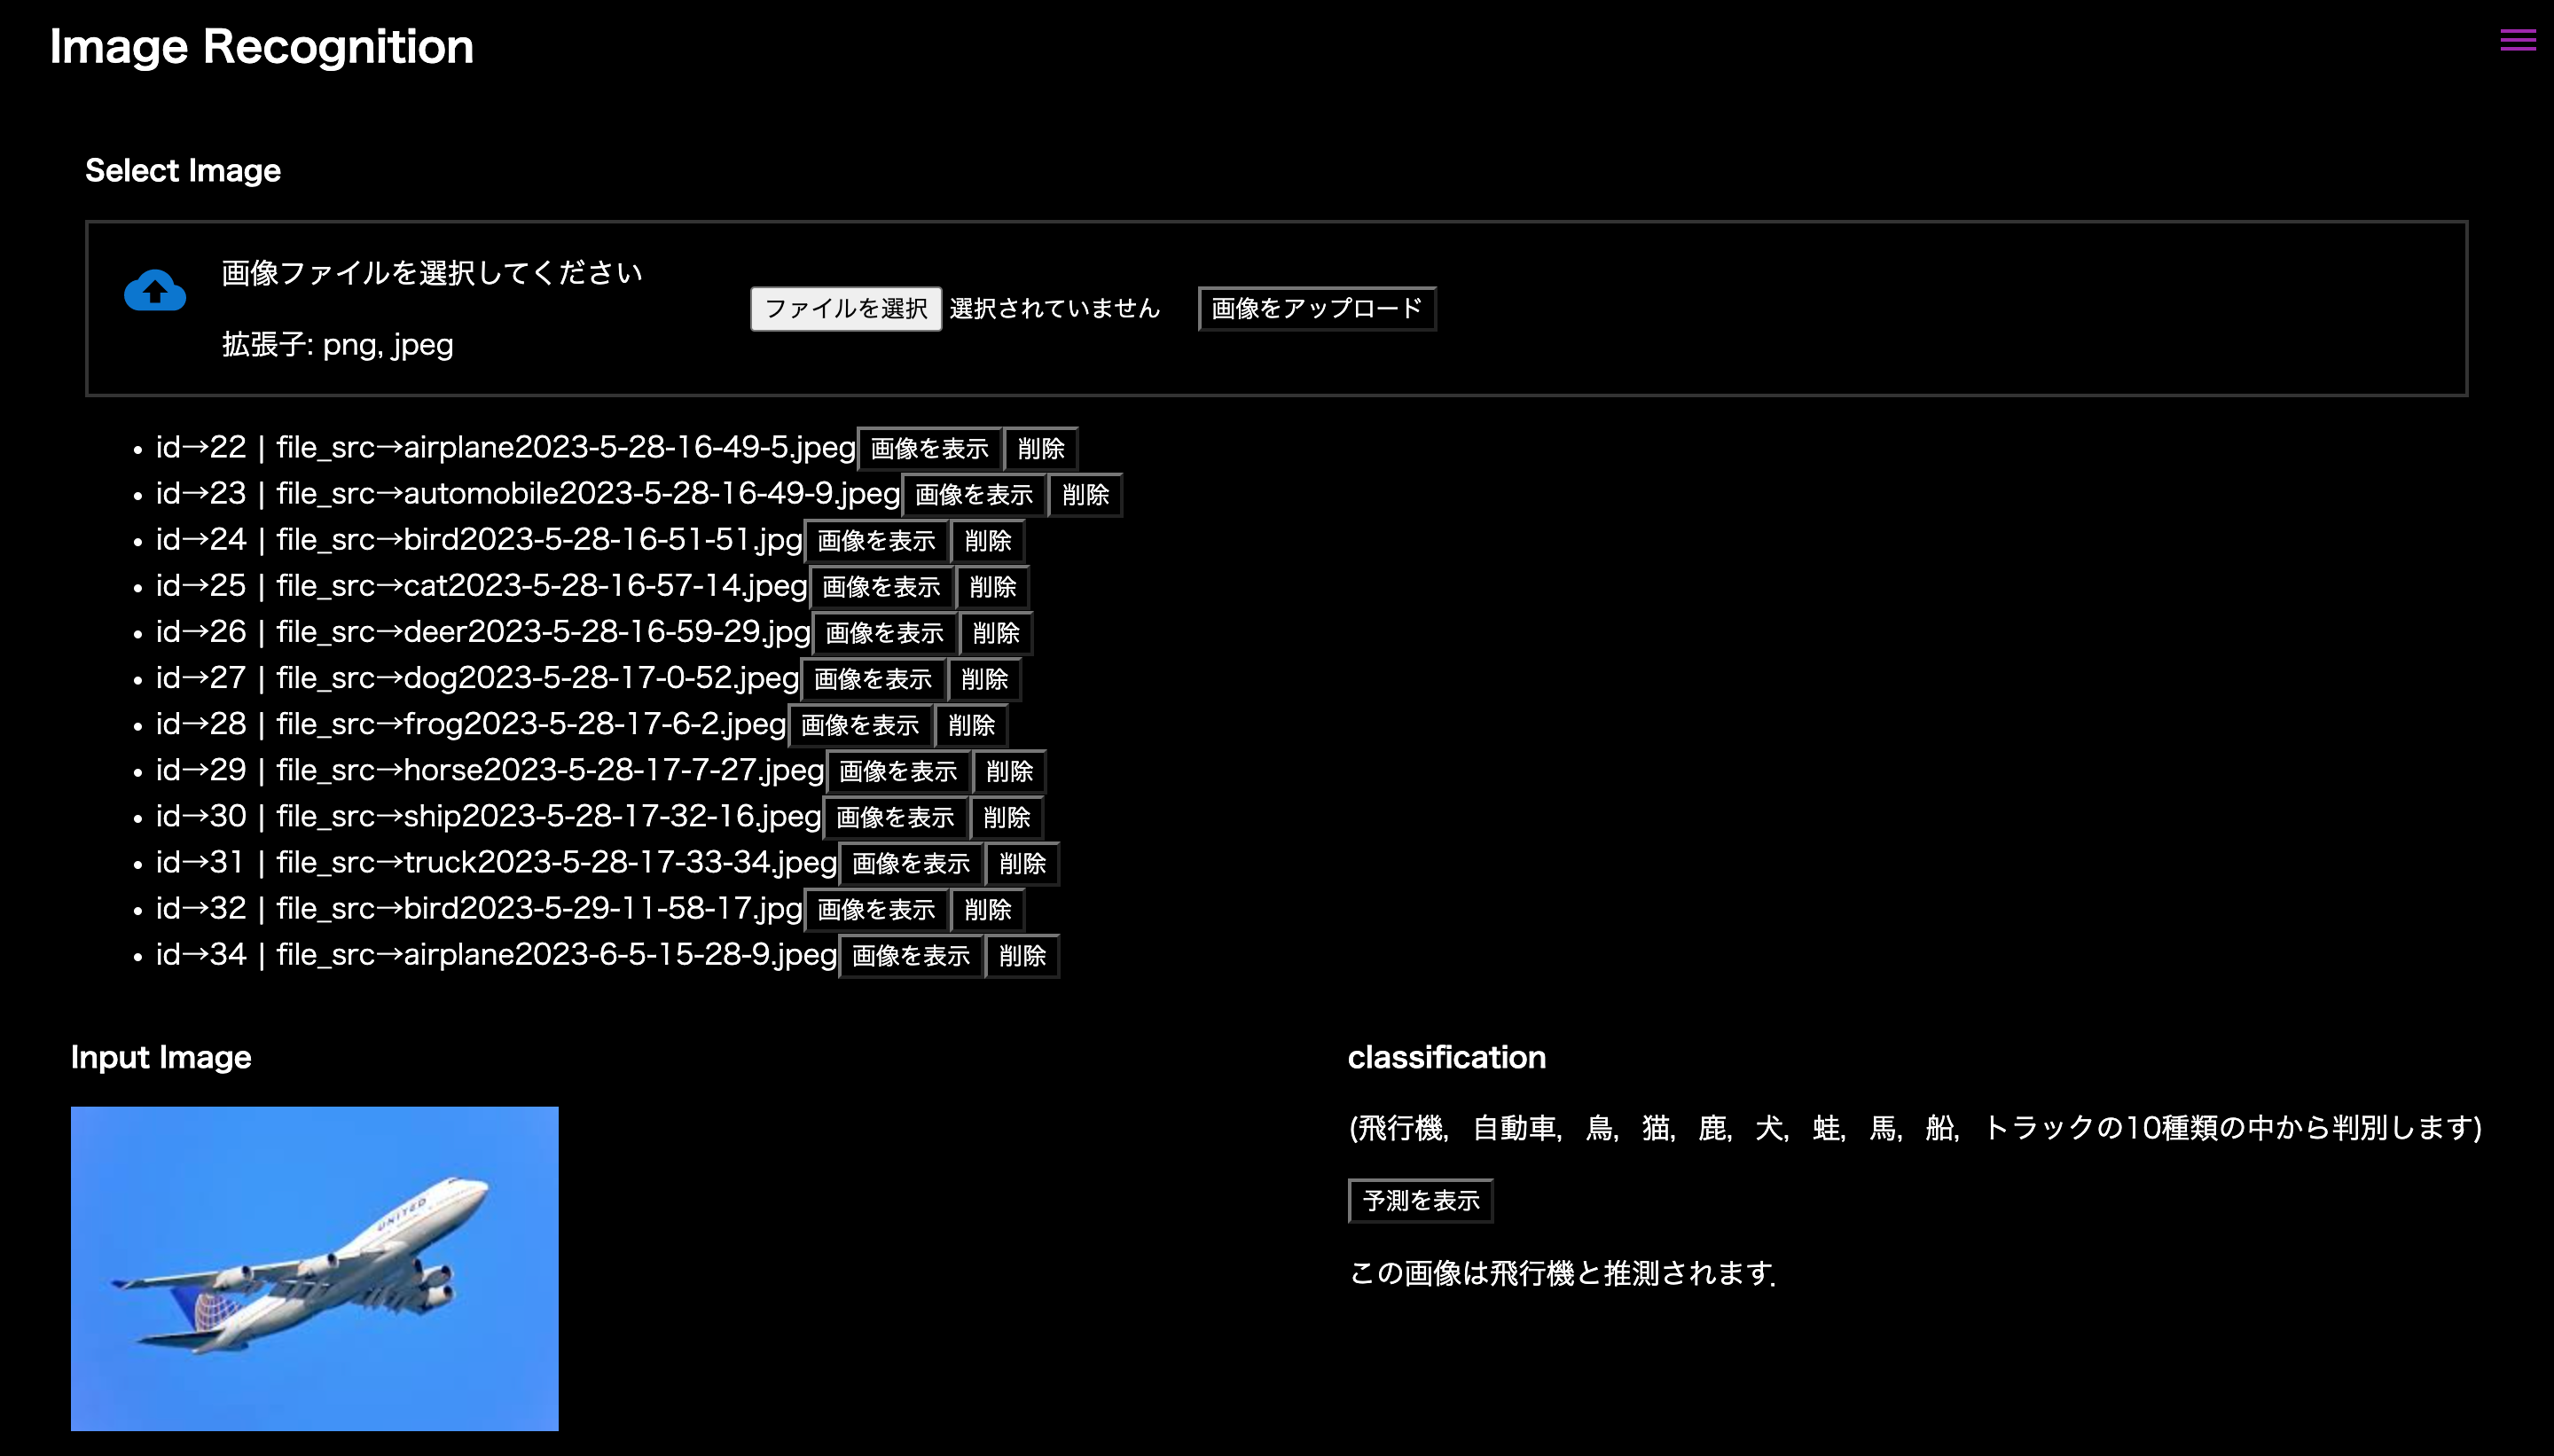 Image Recognition
Select Image
画像ファイルを選択してください
拡張子: png, jpeg
ファイルを選択 選択されていません 画像をアップロード
• id→22 | file_src→airplane2023-5-28-16-49-5.jpeg 画像を表示 削除
• id→23 | file_src→automobile2023-5-28-16-49-9.jpeg 画像を表示 削除
• id→24 | file_src→bird2023-5-28-16-51-51.jpg 画像を表示 削除
• id→25 | file_src→cat2023-5-28-16-57-14.jpeg 画像を表示 削除
• id→26 | file_src→deer2023-5-28-16-59-29.jpg 画像を表示 削除
• id→27 | file_src→dog2023-5-28-17-0-52.jpeg 画像を表示 削除
• id→28 | file_src→frog2023-5-28-17-6-2.jpeg 画像を表示 削除
• id→29 | file_src→horse2023-5-28-17-7-27.jpeg 画像を表示 削除
• id→30 | file_src→ship2023-5-28-17-32-16.jpeg 画像を表示 削除
• id→31 | file_src→truck2023-5-28-17-33-34.jpeg 画像を表示 削除
• id→32 | file_src→bird2023-5-29-11-58-17.jpg 画像を表示 削除
• id→34 | file_src→airplane2023-6-5-15-28-9.jpeg 画像を表示 削除
Input Image
UNITED
classification
(飛行機，自動車，鳥，猫，鹿，犬，蛙，馬，船，トラックの10種類の中から判別します)
予測を表示
この画像は飛行機と推測されます．